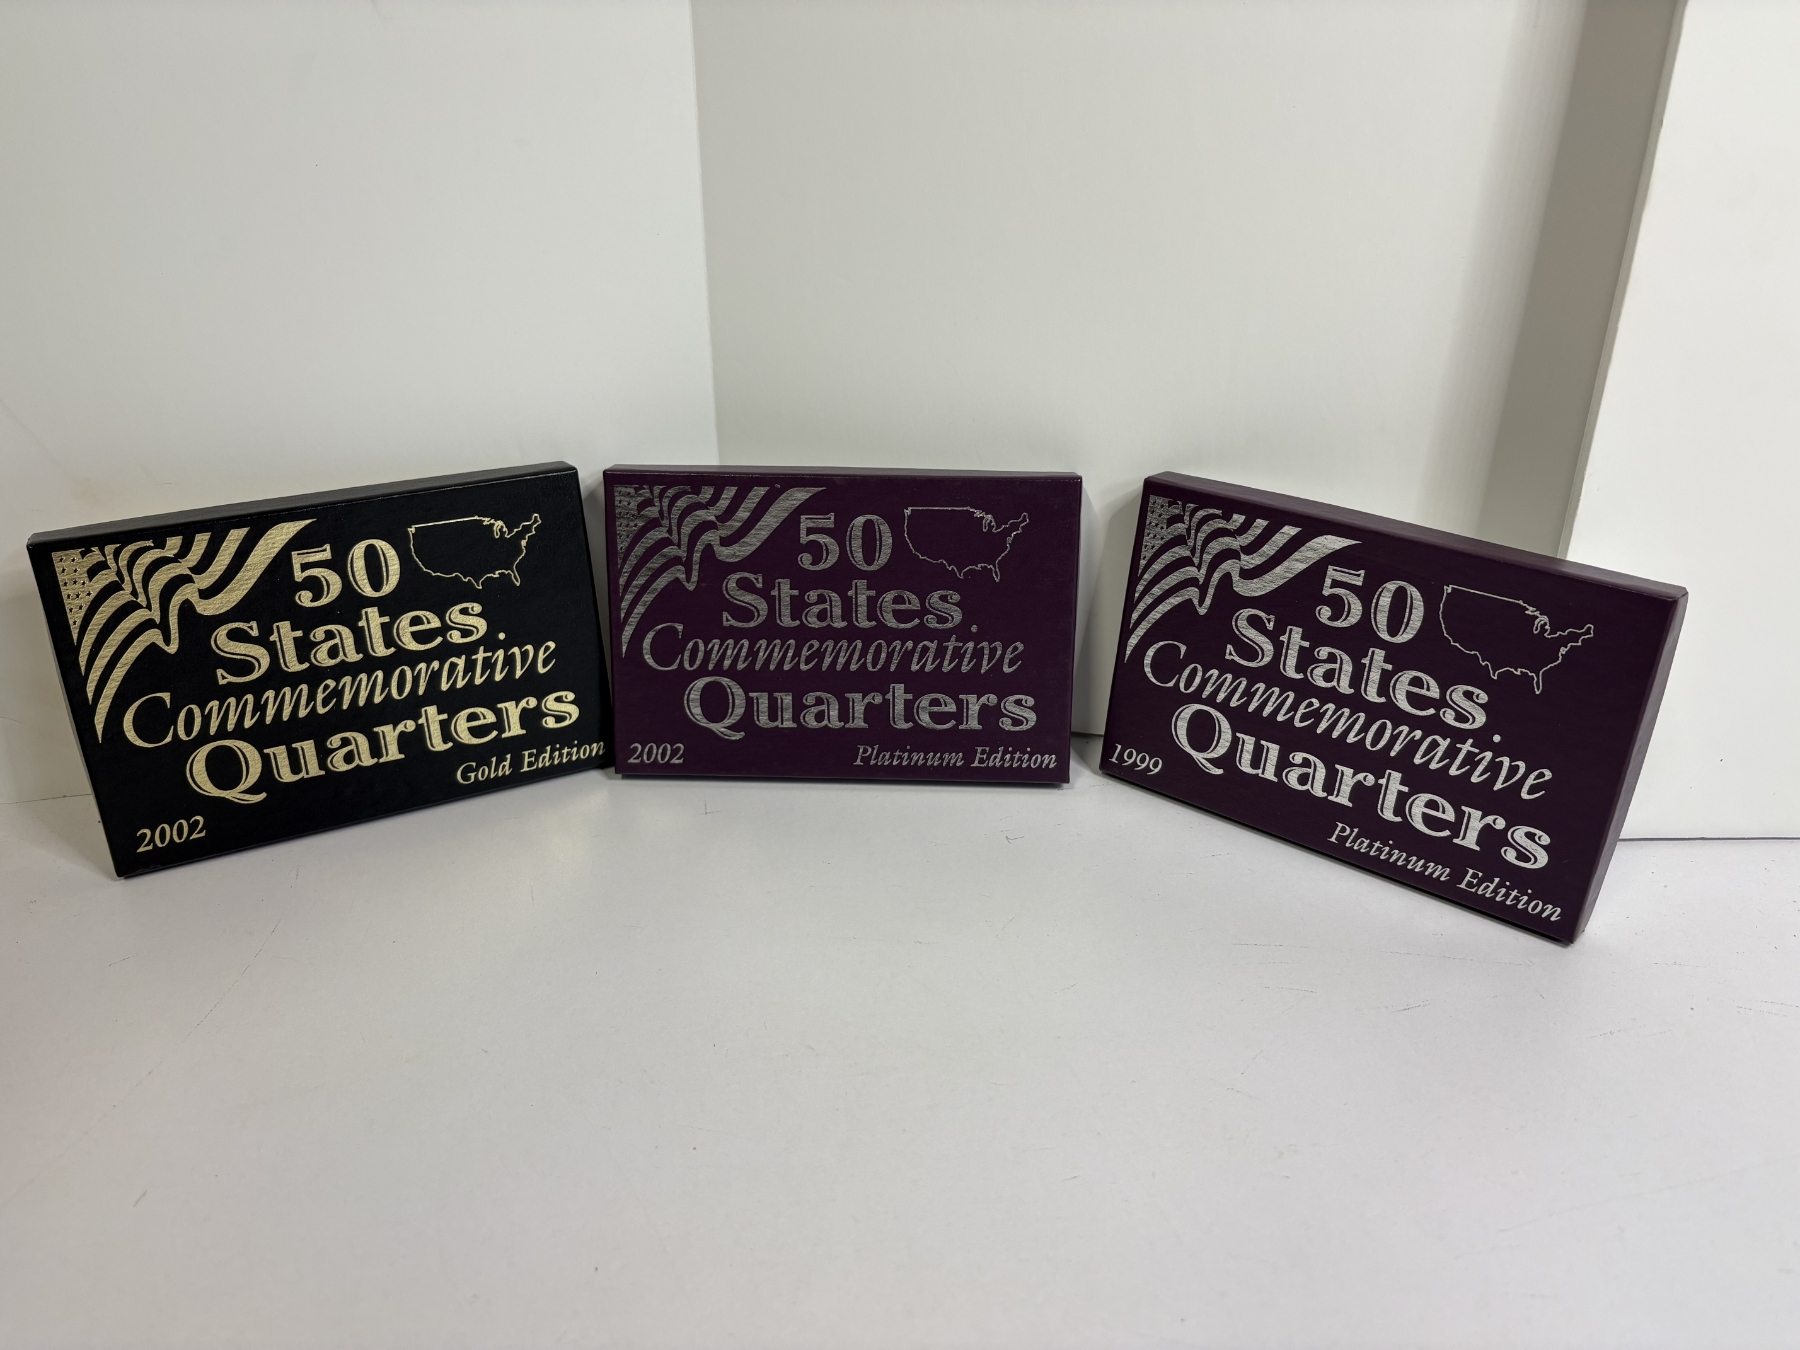 50
States
Commemorative
Quarters
Gold Edition
2002
50
States
Commemorative
Quarters
2002 Platinum Edition
50
States
Commemorative
Quarters
1999
Platinum Edition